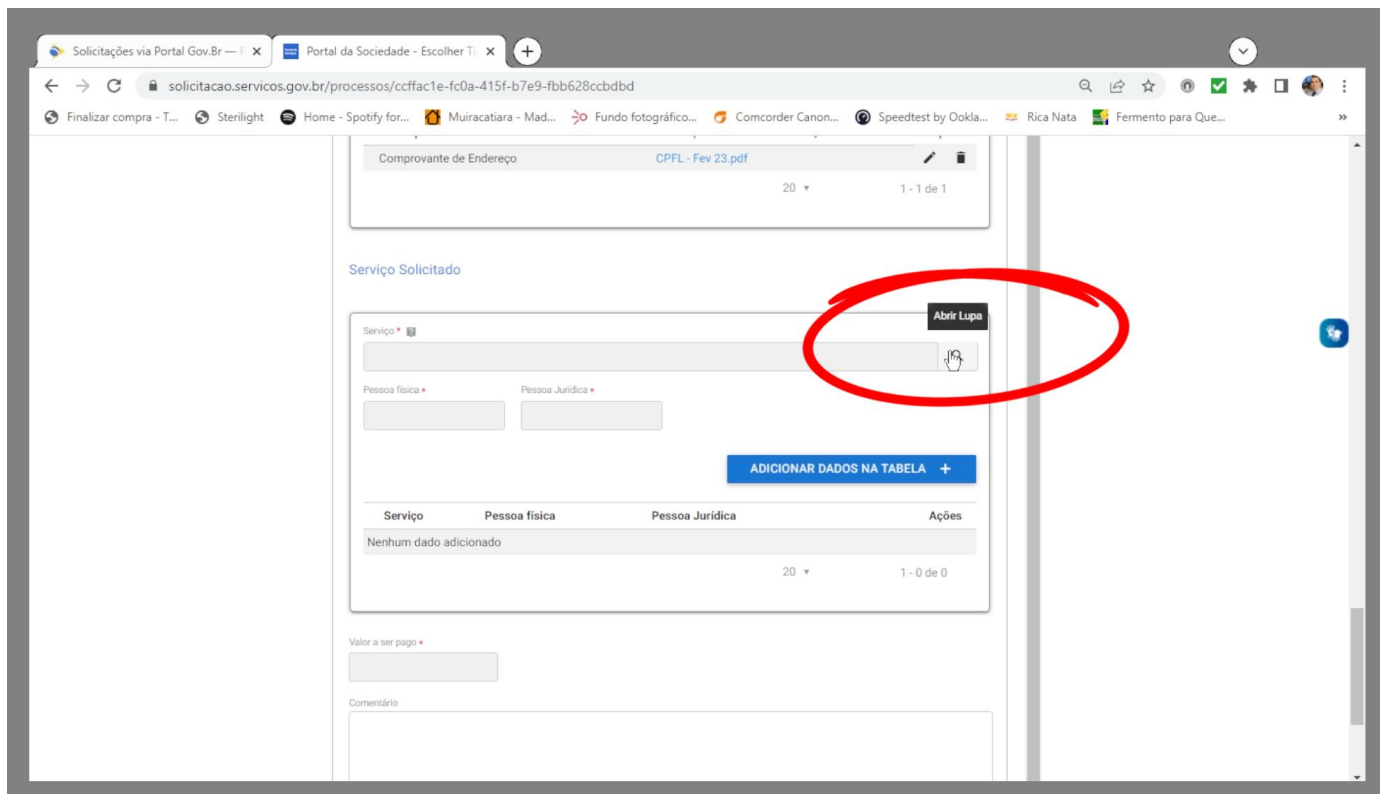 Solicitações via Portal Gov.Br —
Portal da Sociedade - Escolher Ti
solicitacao.servicos.gov.br/processos/ccffac1e-fc0a-415f-b7e9-fbb628ccbdbd
Finalizar compra - T... Sterilight Home - Spotify for... Muiracatiara - Mad... Fundo fotográfico... Comcorder Canon... Speedtest by Ookla... Rica Nata Fermento para Que... »
Comprovante de Endereço CPFL - Fev 23.pdf
20 1 - 1 de 1
Serviço Solicitado
Abrir Lupa
Serviço *
Pessoa física * Pessoa Jurídica *
ADICIONAR DADOS NA TABELA +
Serviço Pessoa física Pessoa Jurídica Ações
Nenhum dado adicionado
20 1 - 0 de 0
Valor a ser pago *
Comentário